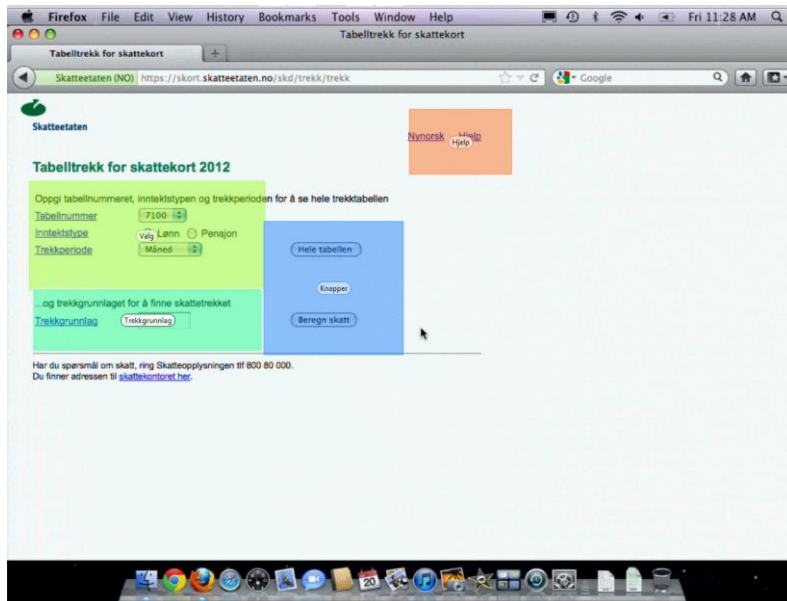 Firefox File Edit View History Bookmarks Tools Window Help Fri 11:28 AM
Tabelltrekk for skattekort
Tabelltrekk for skattekort
Skatteetaten (NO) https://skort.skatteetaten.no/skd/trekk/trekk Google
Skatteetaten
Nynorsk Hjelp
Hjelp
Tabelltrekk for skattekort 2012
Oppgi tabellnummeret, inntektstypen og trekkperioden for å se hele trekktabellen
Tabellnummer 7100
Inntektstype Valg Lønn Pensjon
Trekkperiode Måned Hele tabellen
Knapper
...og trekkgrunnlaget for å finne skattetrekket
Trekkgrunnlag Trekkgrunnlag Beregn skatt
Har du spørsmål om skatt, ring Skatteopplysningen tlf 800 80 000.
Du finner adressen til skattekontoret her.
20